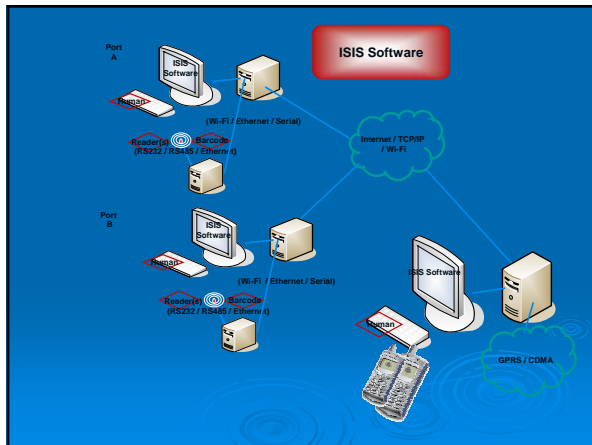 ISIS Software
Port
A
ISIS
Software
Human
(Wi-Fi / Ethernet / Serial)
Reader(s)
Barcode
(RS232 / RS485 / Ethernet)
Internet / TCP/IP
/ Wi-Fi
Port
B
ISIS
Software
Human
(Wi-Fi / Ethernet / Serial)
Reader(s)
Barcode
(RS232 / RS485 / Ethernet)
ISIS Software
Human
GPRS / CDMA